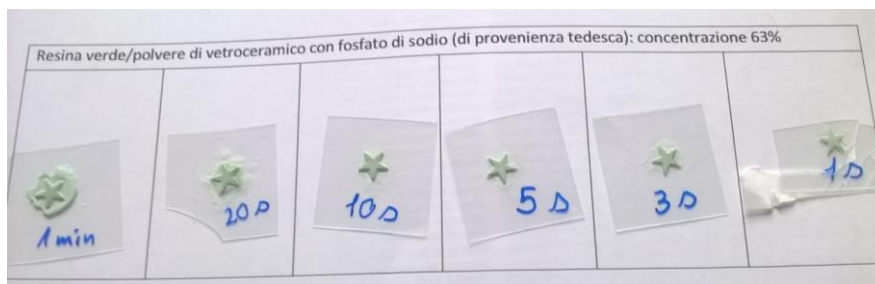 Resina verde/polvere di vetroceramico con fosfato di sodio (di provenienza tedesca): concentrazione 63%
1 min
20 s
10 s
5 s
3 s
1 s